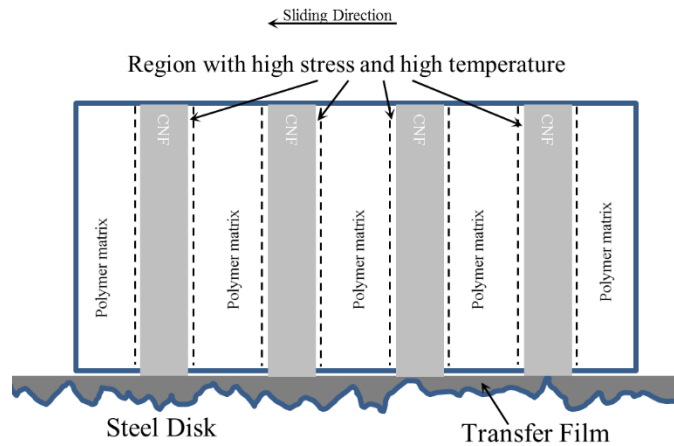 Sliding Direction
Region with high stress and high temperature
CNF
CNF
CNF
CNF
Polymer matrix
Polymer matrix
Polymer matrix
Polymer matrix
Polymer matrix
Steel Disk
Transfer Film